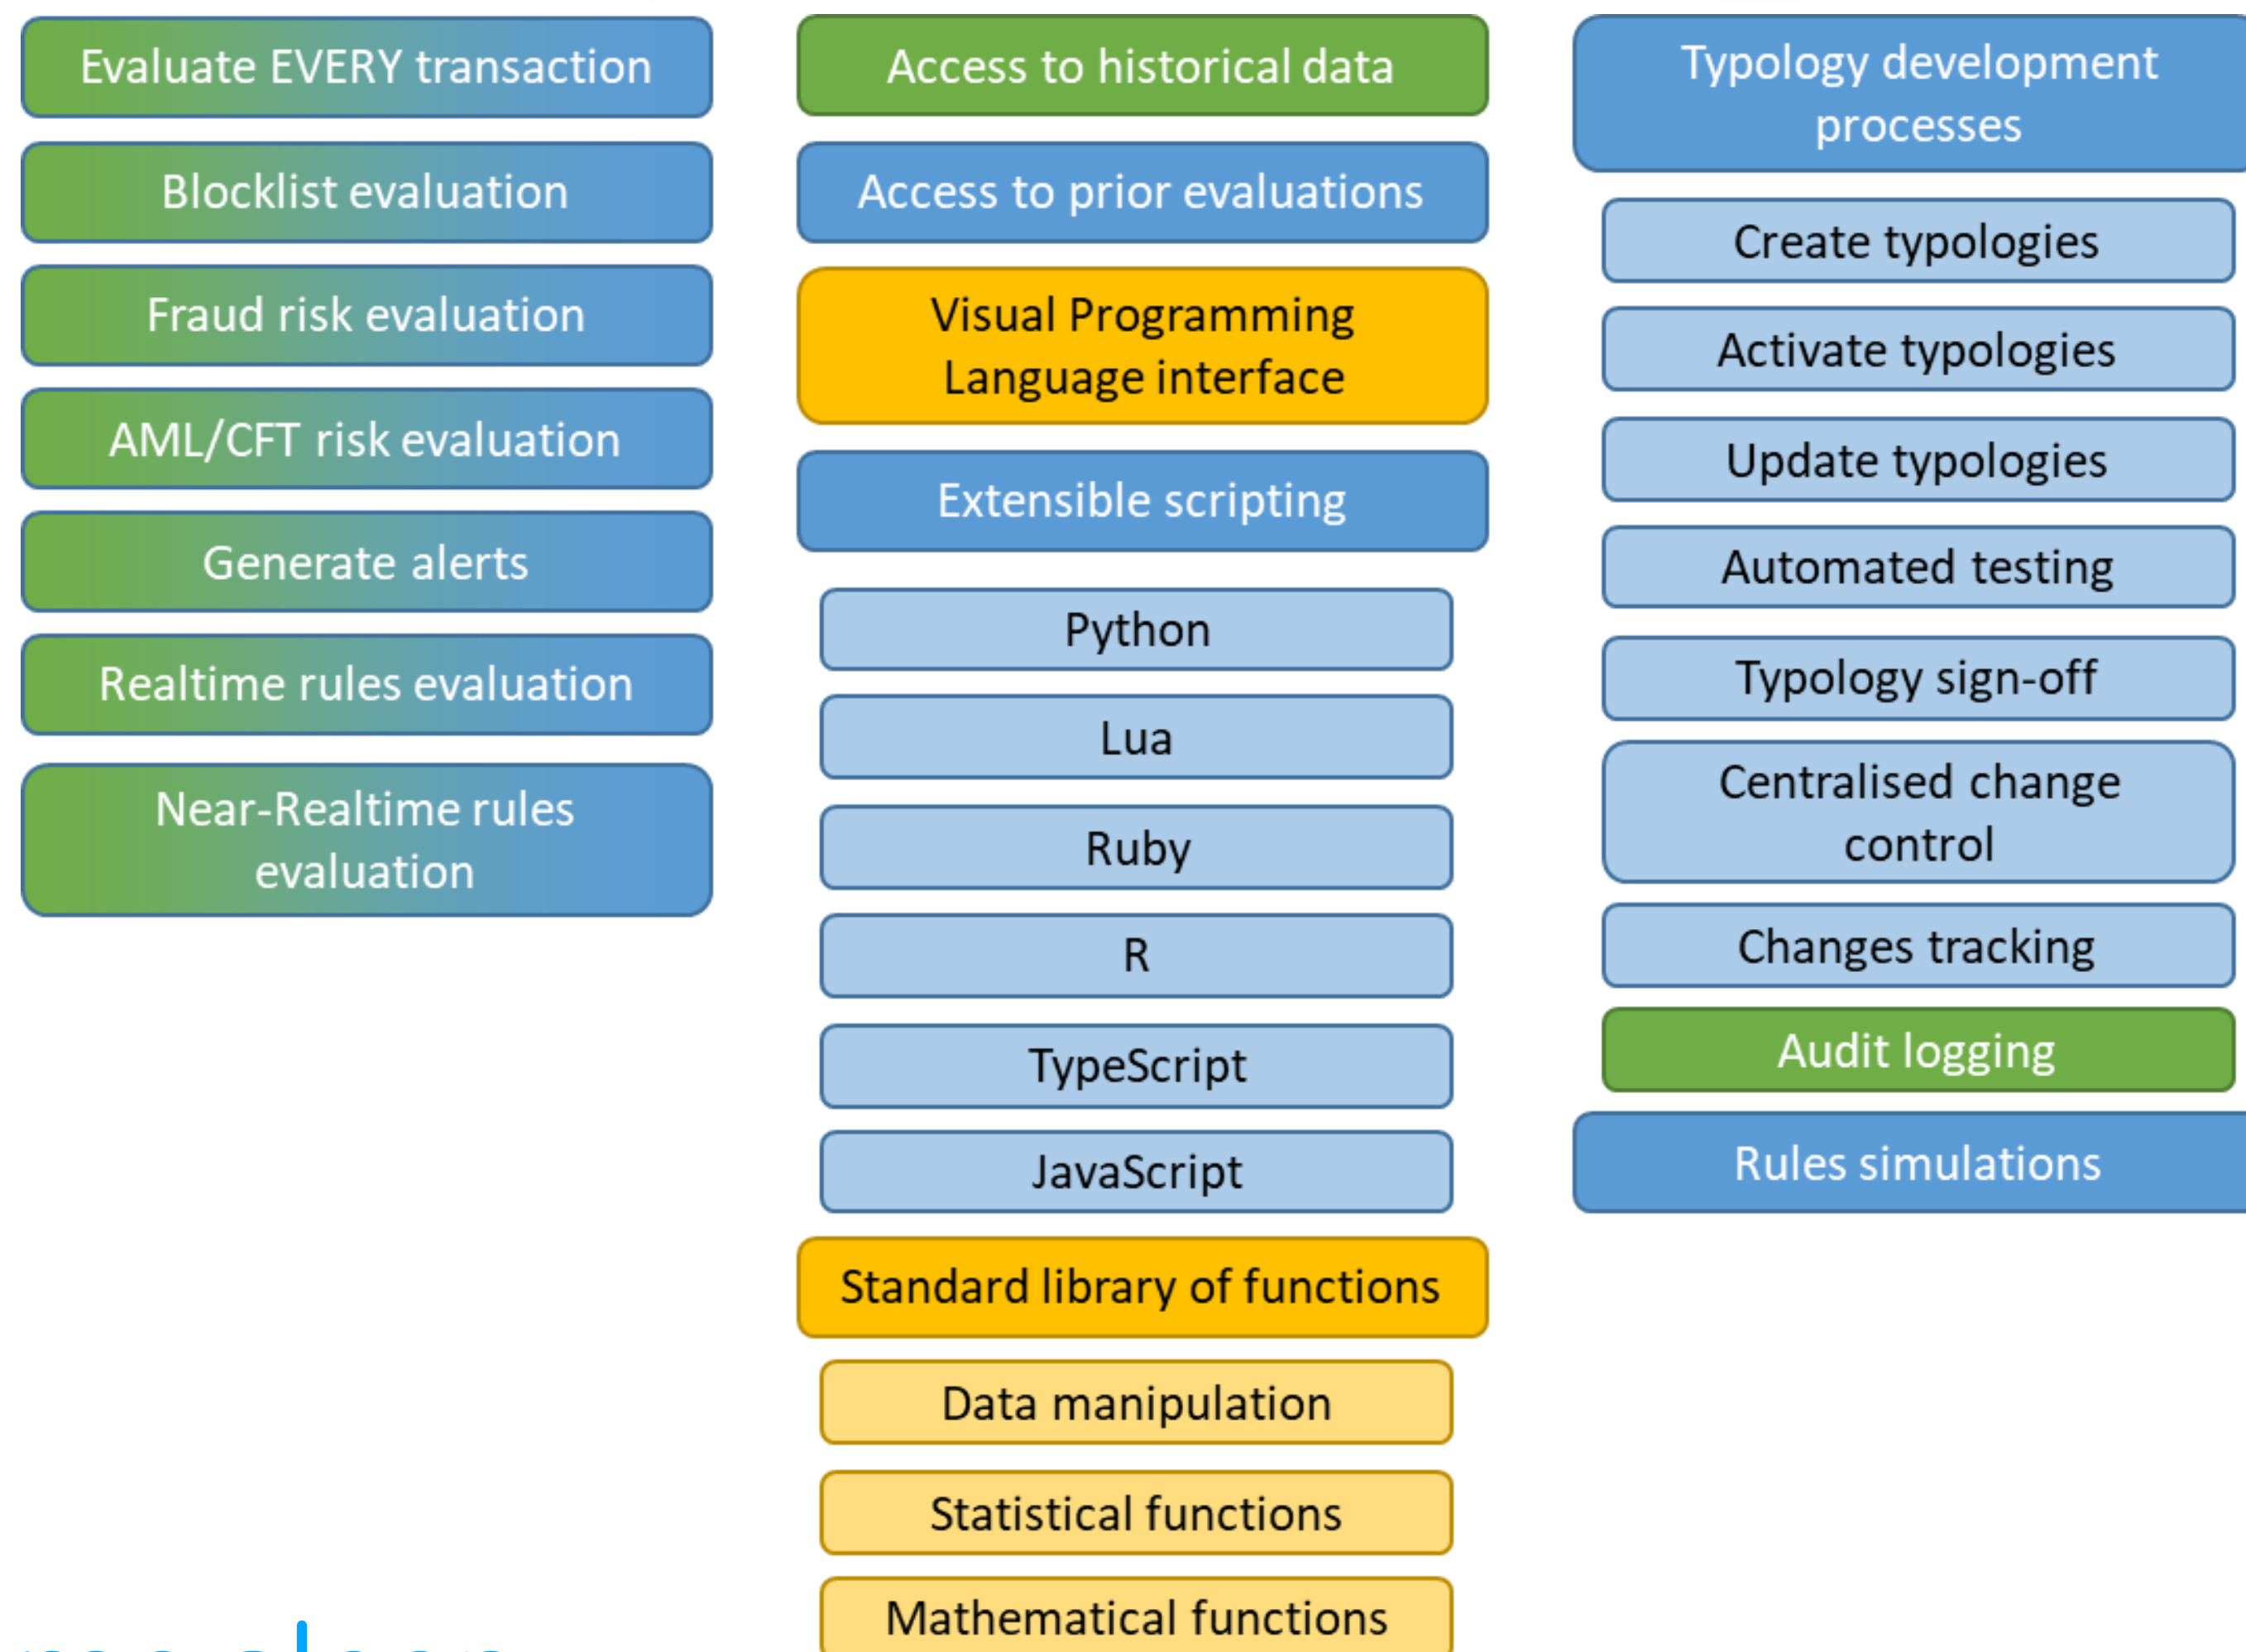 Evaluate EVERY transaction
Blocklist evaluation
Fraud risk evaluation
AML/CFT risk evaluation
Generate alerts
Realtime rules evaluation
Near-Realtime rules
evaluation
Access to historical data
Access to prior evaluations
Visual Programming
Language interface
Extensible scripting
Python
Lua
Ruby
R
TypeScript
JavaScript
Standard library of functions
Data manipulation
Statistical functions
Mathematical functions
Typology development
processes
Create typologies
Activate typologies
Update typologies
Automated testing
Typology sign-off
Centralised change
control
Changes tracking
Audit logging
Rules simulations